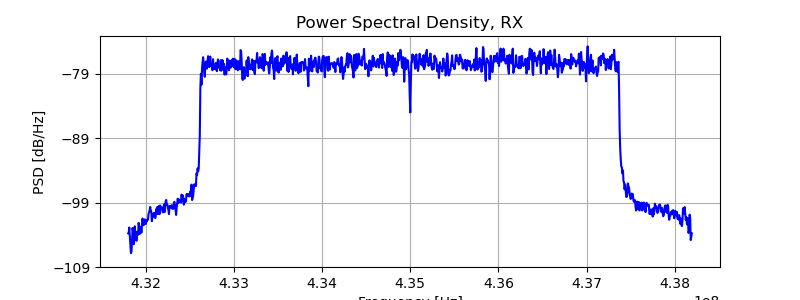 Power Spectral Density, RX
PSD [dB/Hz]
−79
−89
−99
−109
4.32 4.33 4.34 4.35 4.36 4.37 4.38
Frequency [Hz]
1e8